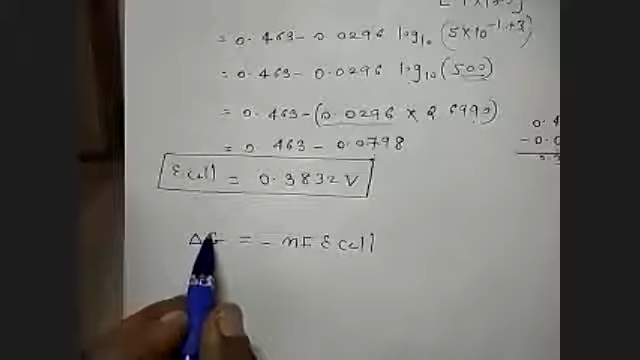 = 0.463 - 0.0296 log₁₀ (5×10⁻¹⁺³)
= 0.463 - 0.0296 log₁₀ (500)
= 0.463 - (0.0296 × 2.6990)
= 0.463 - 0.0798
Ecell = 0.3832 V
ΔG = - nF Ecell